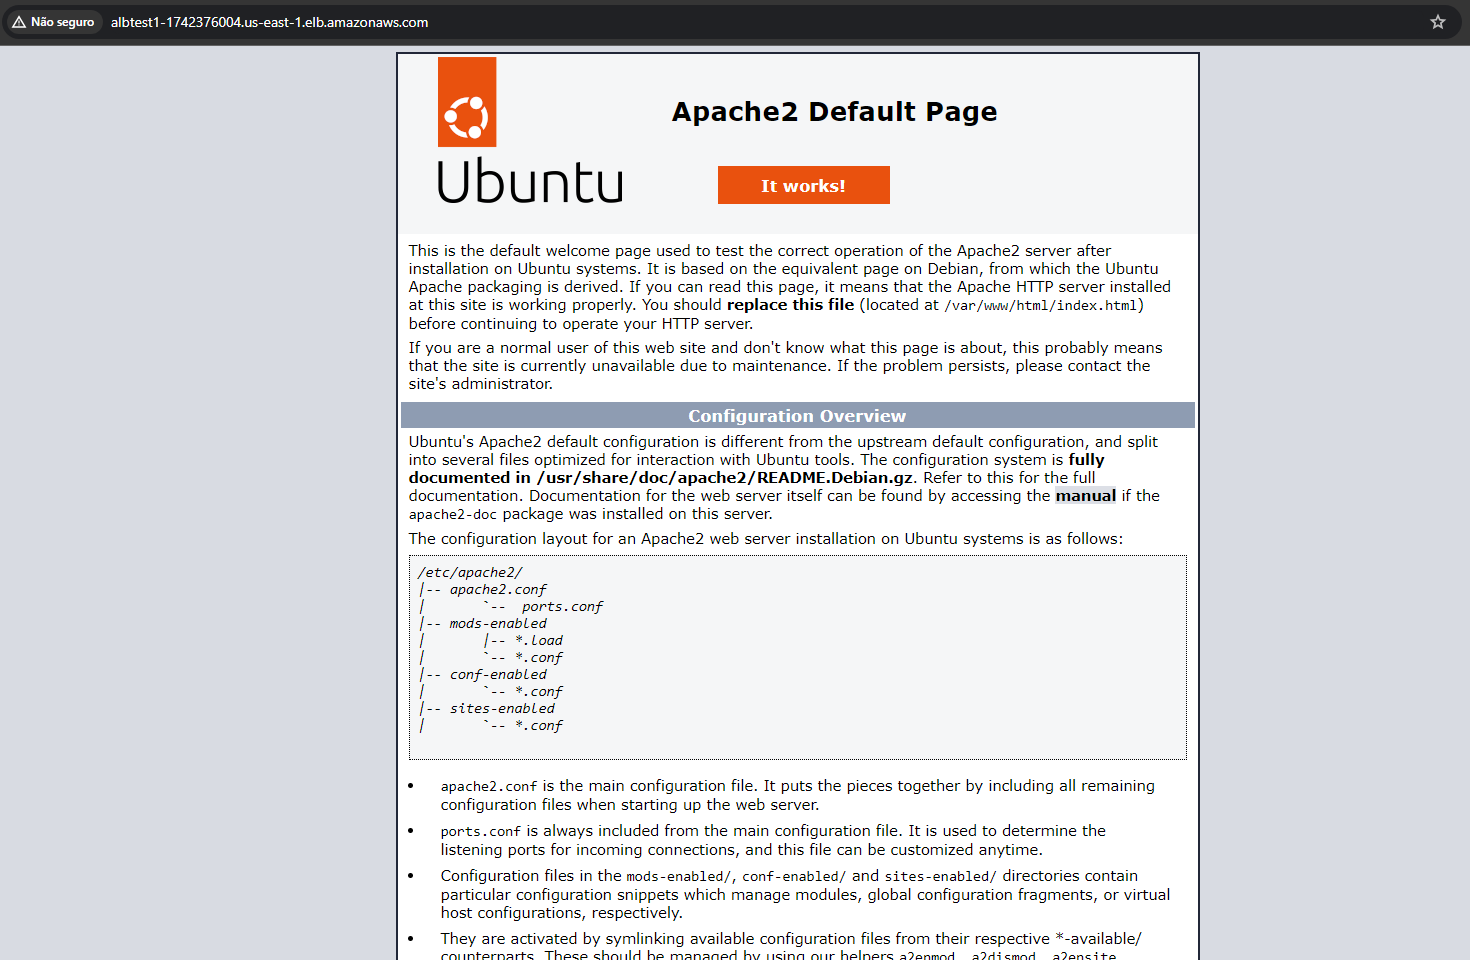 Não seguro albtest1-1742376004.us-east-1.elb.amazonaws.com
Apache2 Default Page
Ubuntu
It works!
This is the default welcome page used to test the correct operation of the Apache2 server after
installation on Ubuntu systems. It is based on the equivalent page on Debian, from which the Ubuntu
Apache packaging is derived. If you can read this page, it means that the Apache HTTP server installed
at this site is working properly. You should replace this file (located at /var/www/html/index.html)
before continuing to operate your HTTP server.
If you are a normal user of this web site and don't know what this page is about, this probably means
that the site is currently unavailable due to maintenance. If the problem persists, please contact the
site's administrator.
Configuration Overview
Ubuntu's Apache2 default configuration is different from the upstream default configuration, and split
into several files optimized for interaction with Ubuntu tools. The configuration system is fully
documented in /usr/share/doc/apache2/README.Debian.gz. Refer to this for the full
documentation. Documentation for the web server itself can be found by accessing the manual if the
apache2-doc package was installed on this server.
The configuration layout for an Apache2 web server installation on Ubuntu systems is as follows:
/etc/apache2/
|-- apache2.conf
|       `--  ports.conf
|-- mods-enabled
|       |-- *.load
|       `-- *.conf
|-- conf-enabled
|       `-- *.conf
|-- sites-enabled
|       `-- *.conf
• apache2.conf is the main configuration file. It puts the pieces together by including all remaining
configuration files when starting up the web server.
• ports.conf is always included from the main configuration file. It is used to determine the
listening ports for incoming connections, and this file can be customized anytime.
• Configuration files in the mods-enabled/, conf-enabled/ and sites-enabled/ directories contain
particular configuration snippets which manage modules, global configuration fragments, or virtual
host configurations, respectively.
• They are activated by symlinking available configuration files from their respective *-available/
counterparts. These should be managed by using our helpers a2enmod, a2dismod, a2ensite,